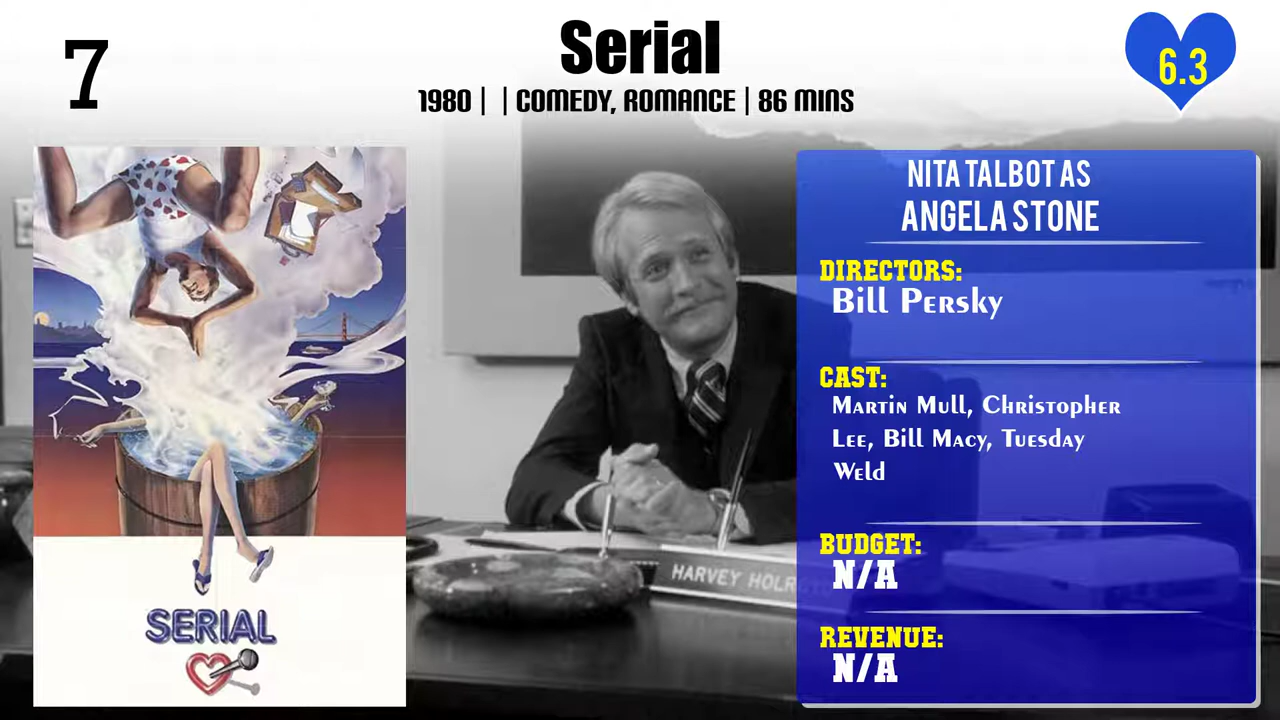 7
Serial
1980 | | COMEDY, ROMANCE | 86 MINS
6.3
SERIAL
HARVEY HOLR
NITA TALBOT AS
ANGELA STONE
DIRECTORS:
Bill Persky
CAST:
Martin Mull, Christopher
Lee, Bill Macy, Tuesday
Weld
BUDGET:
N/A
REVENUE:
N/A